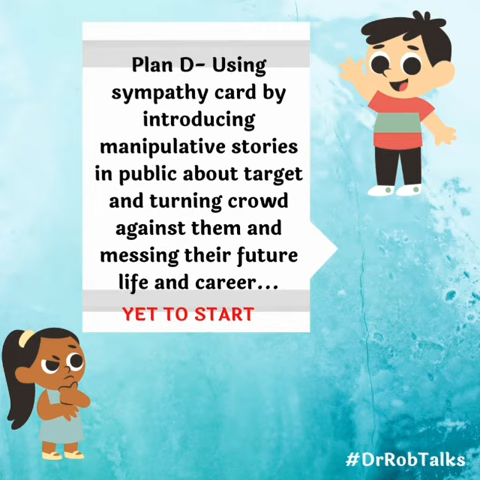 Plan D- Using
sympathy card by
introducing
manipulative stories
in public about target
and turning crowd
against them and
messing their future
life and career...
YET TO START
#DrRobTalks